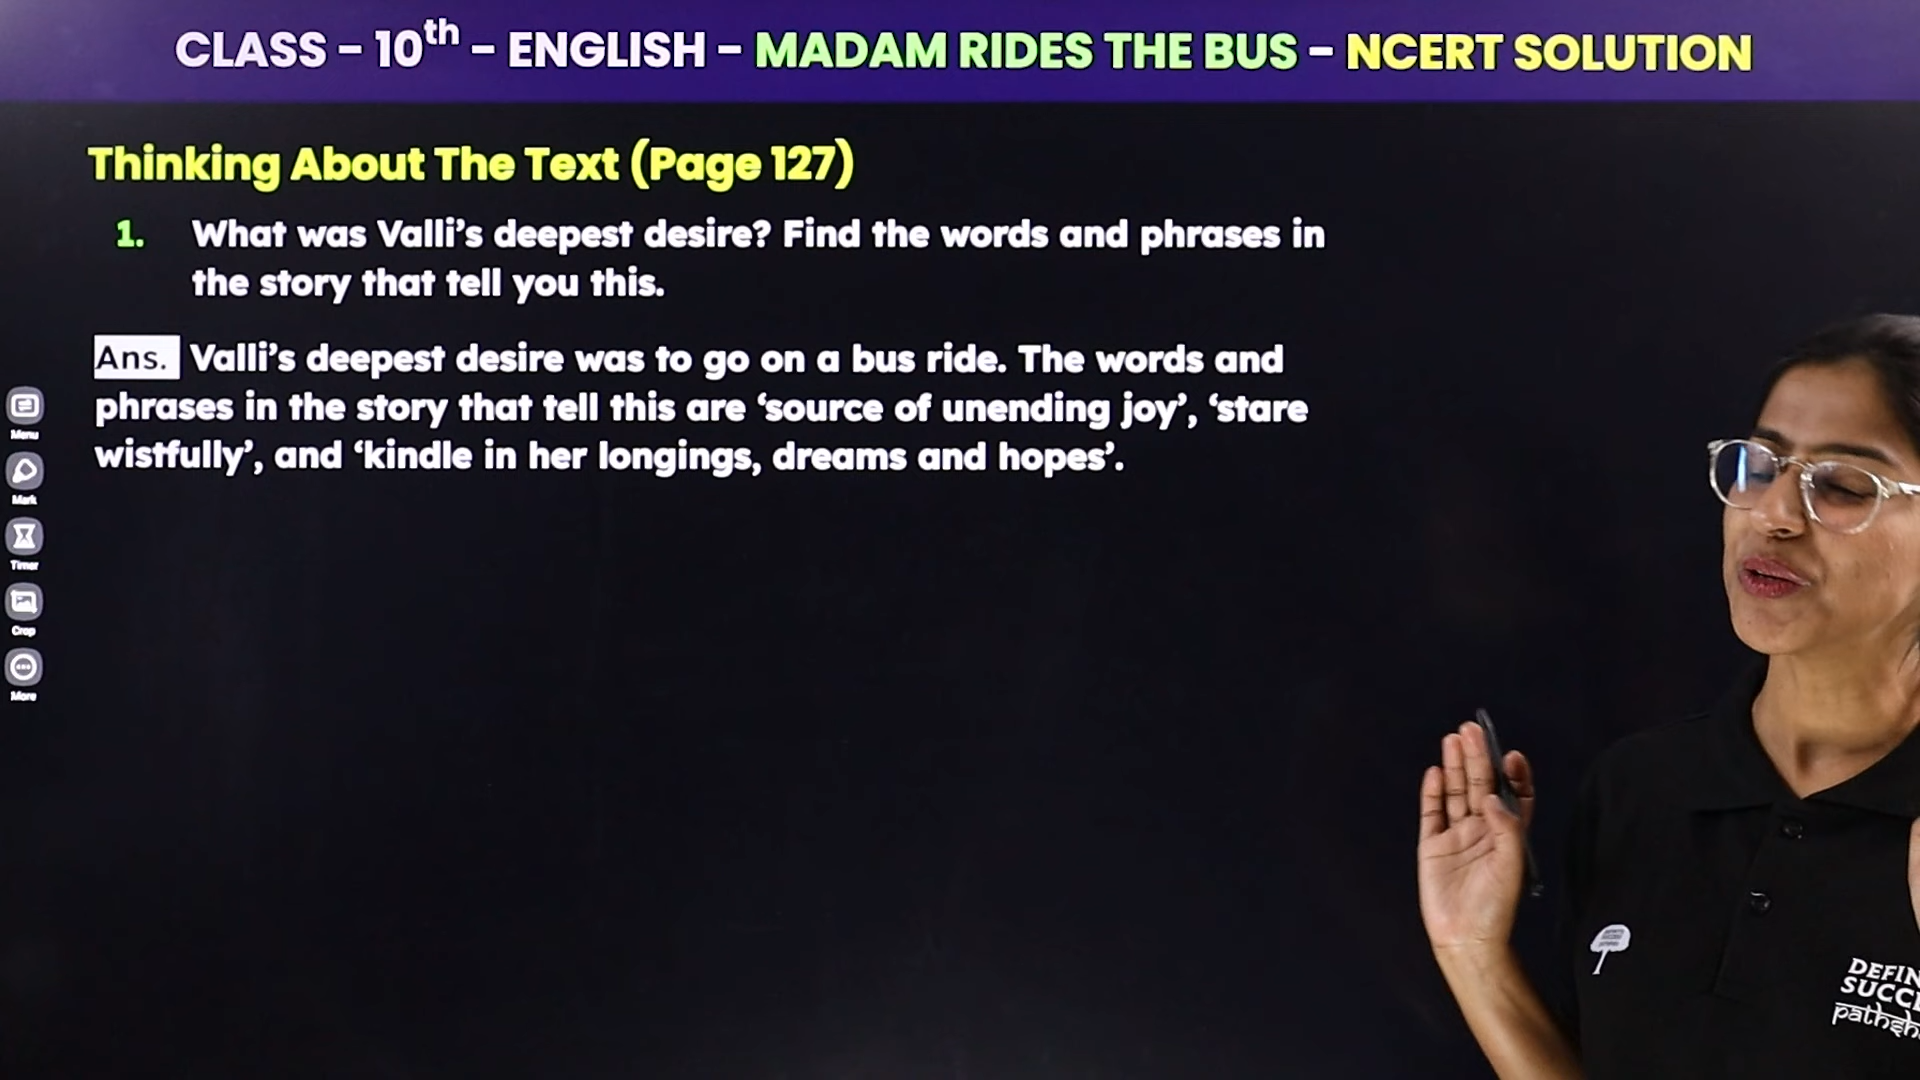 CLASS – 10th – ENGLISH – MADAM RIDES THE BUS – NCERT SOLUTION
Thinking About The Text (Page 127)
1. What was Valli’s deepest desire? Find the words and phrases in
the story that tell you this.
Ans. Valli’s deepest desire was to go on a bus ride. The words and
phrases in the story that tell this are ‘source of unending joy’, ‘stare
wistfully’, and ‘kindle in her longings, dreams and hopes’.
Menu
Mark
Timer
Crop
More
DEFIN
SUCC
pathsh